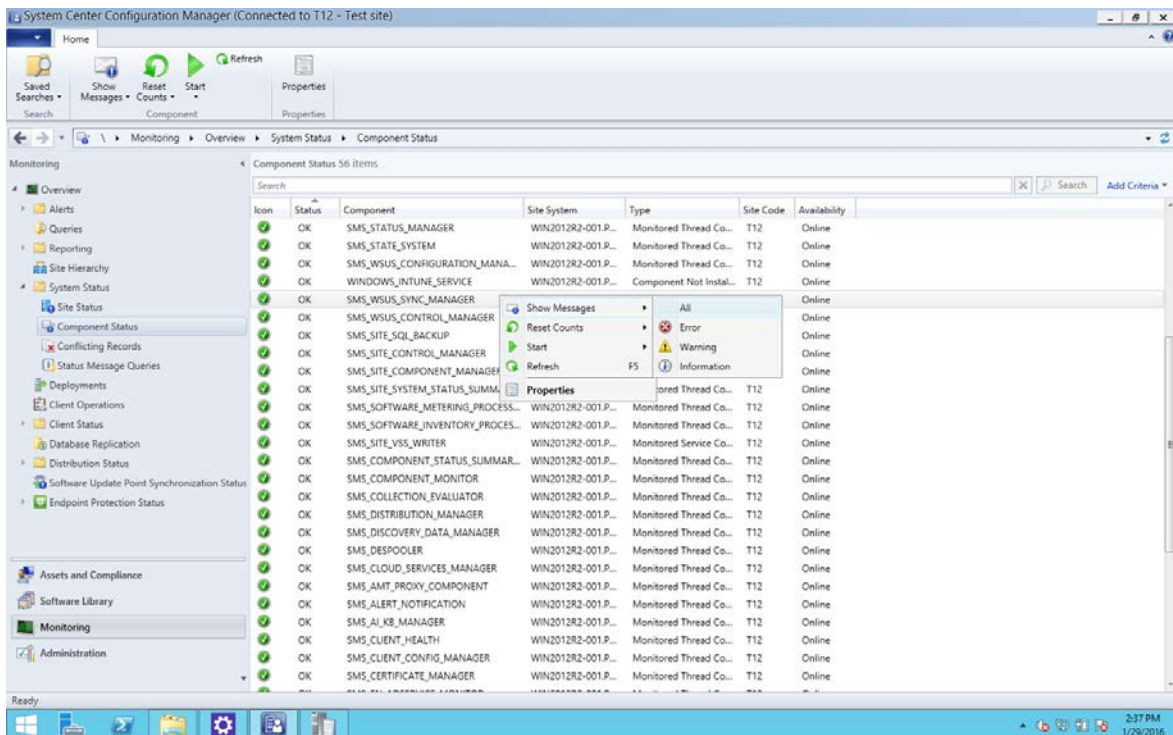 System Center Configuration Manager (Connected to T12 - Test site)
Home
Saved Searches
Show Messages
Reset Counts
Start
Refresh
Properties
Search
Component
Properties
\ Monitoring Overview System Status Component Status
Monitoring
Overview
Alerts
Queries
Reporting
Site Hierarchy
System Status
Site Status
Component Status
Conflicting Records
Status Message Queries
Deployments
Client Operations
Client Status
Database Replication
Distribution Status
Software Update Point Synchronization Status
Endpoint Protection Status
Assets and Compliance
Software Library
Monitoring
Administration
Component Status 56 items
Search
Search
Add Criteria
Icon Status Component Site System Type Site Code Availability
OK SMS_STATUS_MANAGER WIN2012R2-001.P... Monitored Thread Co... T12 Online
OK SMS_STATE_SYSTEM WIN2012R2-001.P... Monitored Thread Co... T12 Online
OK SMS_WSUS_CONFIGURATION_MANA... WIN2012R2-001.P... Monitored Thread Co... T12 Online
OK WINDOWS_INTUNE_SERVICE WIN2012R2-001.P... Component Not Instal... T12 Online
OK SMS_WSUS_SYNC_MANAGER Online
OK SMS_WSUS_CONTROL_MANAGER Online
OK SMS_SITE_SQL_BACKUP Online
OK SMS_SITE_CONTROL_MANAGER Online
OK SMS_SITE_COMPONENT_MANAGER Online
OK SMS_SITE_SYSTEM_STATUS_SUMM ored Thread Co... T12 Online
OK SMS_SOFTWARE_METERING_PROCESS... WIN2012R2-001.P... Monitored Thread Co... T12 Online
OK SMS_SOFTWARE_INVENTORY_PROCES... WIN2012R2-001.P... Monitored Thread Co... T12 Online
OK SMS_SITE_VSS_WRITER WIN2012R2-001.P... Monitored Service Co... T12 Online
OK SMS_COMPONENT_STATUS_SUMMAR... WIN2012R2-001.P... Monitored Thread Co... T12 Online
OK SMS_COMPONENT_MONITOR WIN2012R2-001.P... Monitored Thread Co... T12 Online
OK SMS_COLLECTION_EVALUATOR WIN2012R2-001.P... Monitored Thread Co... T12 Online
OK SMS_DISTRIBUTION_MANAGER WIN2012R2-001.P... Monitored Thread Co... T12 Online
OK SMS_DISCOVERY_DATA_MANAGER WIN2012R2-001.P... Monitored Thread Co... T12 Online
OK SMS_DESPOOLER WIN2012R2-001.P... Monitored Thread Co... T12 Online
OK SMS_CLOUD_SERVICES_MANAGER WIN2012R2-001.P... Monitored Thread Co... T12 Online
OK SMS_AMT_PROXY_COMPONENT WIN2012R2-001.P... Monitored Thread Co... T12 Online
OK SMS_ALERT_NOTIFICATION WIN2012R2-001.P... Monitored Thread Co... T12 Online
OK SMS_AI_KB_MANAGER WIN2012R2-001.P... Monitored Thread Co... T12 Online
OK SMS_CLIENT_HEALTH WIN2012R2-001.P... Monitored Thread Co... T12 Online
OK SMS_CLIENT_CONFIG_MANAGER WIN2012R2-001.P... Monitored Thread Co... T12 Online
OK SMS_CERTIFICATE_MANAGER WIN2012R2-001.P... Monitored Thread Co... T12 Online
Show Messages
Reset Counts
Start
Refresh F5
Properties
All
Error
Warning
Information
Ready
2:37 PM
1/29/2016